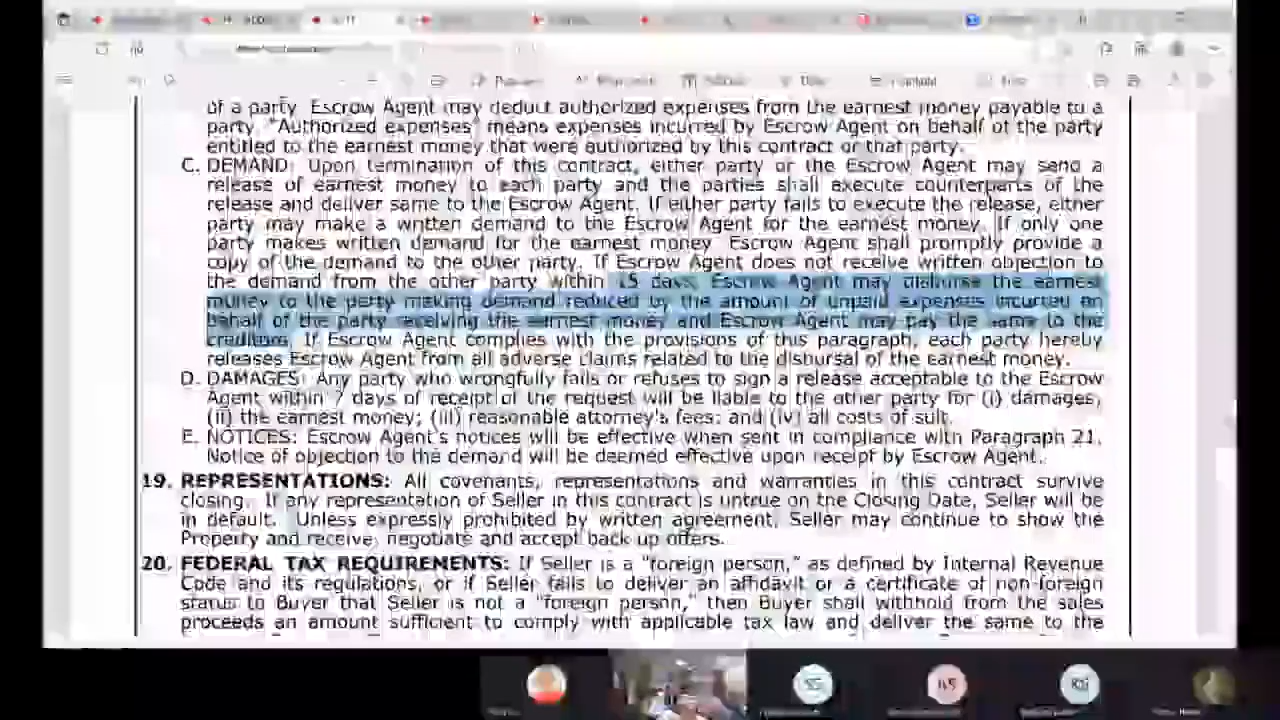 of a party. Escrow Agent may deduct authorized expenses from the earnest money payable to a
party. "Authorized expenses" means expenses incurred by Escrow Agent on behalf of the party
entitled to the earnest money that were authorized by this contract or that party.
C. DEMAND: Upon termination of this contract, either party or the Escrow Agent may send a
release of earnest money to each party and the parties shall execute counterparts of the
release and deliver same to the Escrow Agent. If either party fails to execute the release, either
party may make a written demand to the Escrow Agent for the earnest money. If only one
party makes written demand for the earnest money, Escrow Agent shall promptly provide a
copy of the demand to the other party. If Escrow Agent does not receive written objection to
the demand from the other party within 15 days, Escrow Agent may disburse the earnest
money to the party making demand reduced by the amount of unpaid expenses incurred on
behalf of the party receiving the earnest money and Escrow Agent may pay the same to the
creditors. If Escrow Agent complies with the provisions of this paragraph, each party hereby
releases Escrow Agent from all adverse claims related to the disbursal of the earnest money.
D. DAMAGES: Any party who wrongfully fails or refuses to sign a release acceptable to the Escrow
Agent within 7 days of receipt of the request will be liable to the other party for (i) damages;
(ii) the earnest money; (iii) reasonable attorney's fees; and (iv) all costs of suit.
E. NOTICES: Escrow Agent's notices will be effective when sent in compliance with Paragraph 21.
Notice of objection to the demand will be deemed effective upon receipt by Escrow Agent.
19. REPRESENTATIONS: All covenants, representations and warranties in this contract survive
closing. If any representation of Seller in this contract is untrue on the Closing Date, Seller will be
in default. Unless expressly prohibited by written agreement, Seller may continue to show the
Property and receive, negotiate and accept back up offers.
20. FEDERAL TAX REQUIREMENTS: If Seller is a "foreign person," as defined by Internal Revenue
Code and its regulations, or if Seller fails to deliver an affidavit or a certificate of non-foreign
status to Buyer that Seller is not a "foreign person," then Buyer shall withhold from the sales
proceeds an amount sufficient to comply with applicable tax law and deliver the same to the